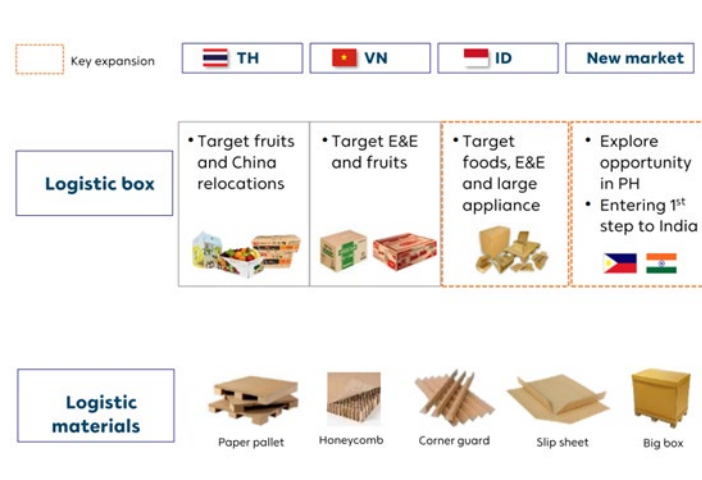 Key expansion
TH
VN
ID
New market
Logistic box
• Target fruits
and China
relocations
• Target E&E
and fruits
• Target
foods, E&E
and large
appliance
• Explore
opportunity
in PH
• Entering 1st
step to India
Logistic
materials
Paper pallet
Honeycomb
Corner guard
Slip sheet
Big box